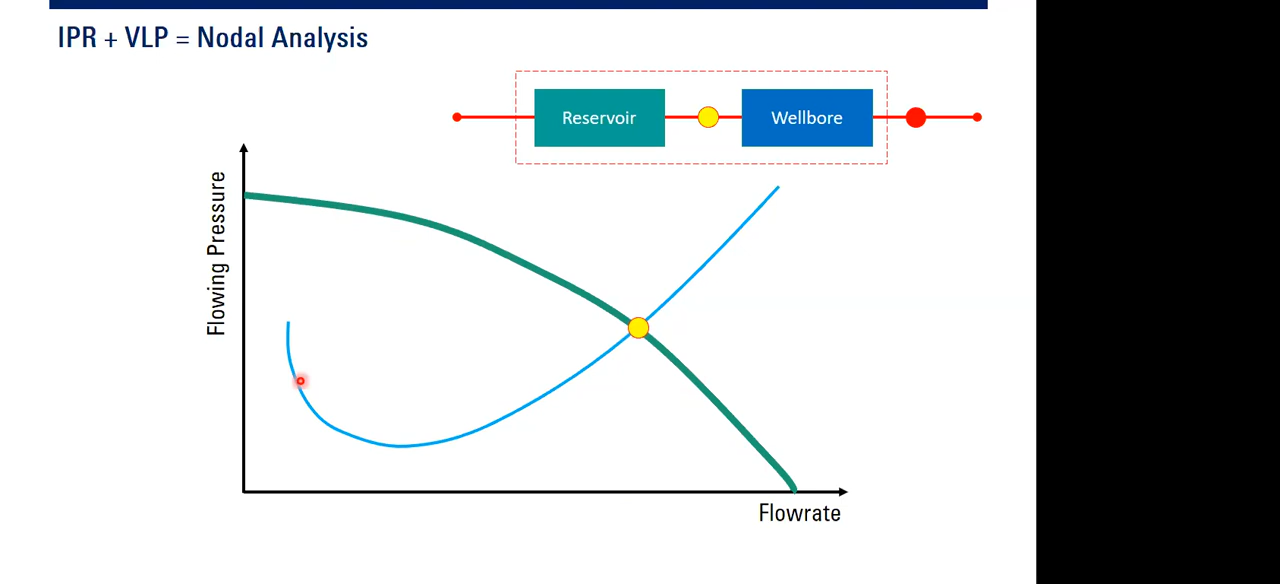 IPR + VLP = Nodal Analysis
Reservoir
Wellbore
Flowing Pressure
Flowrate